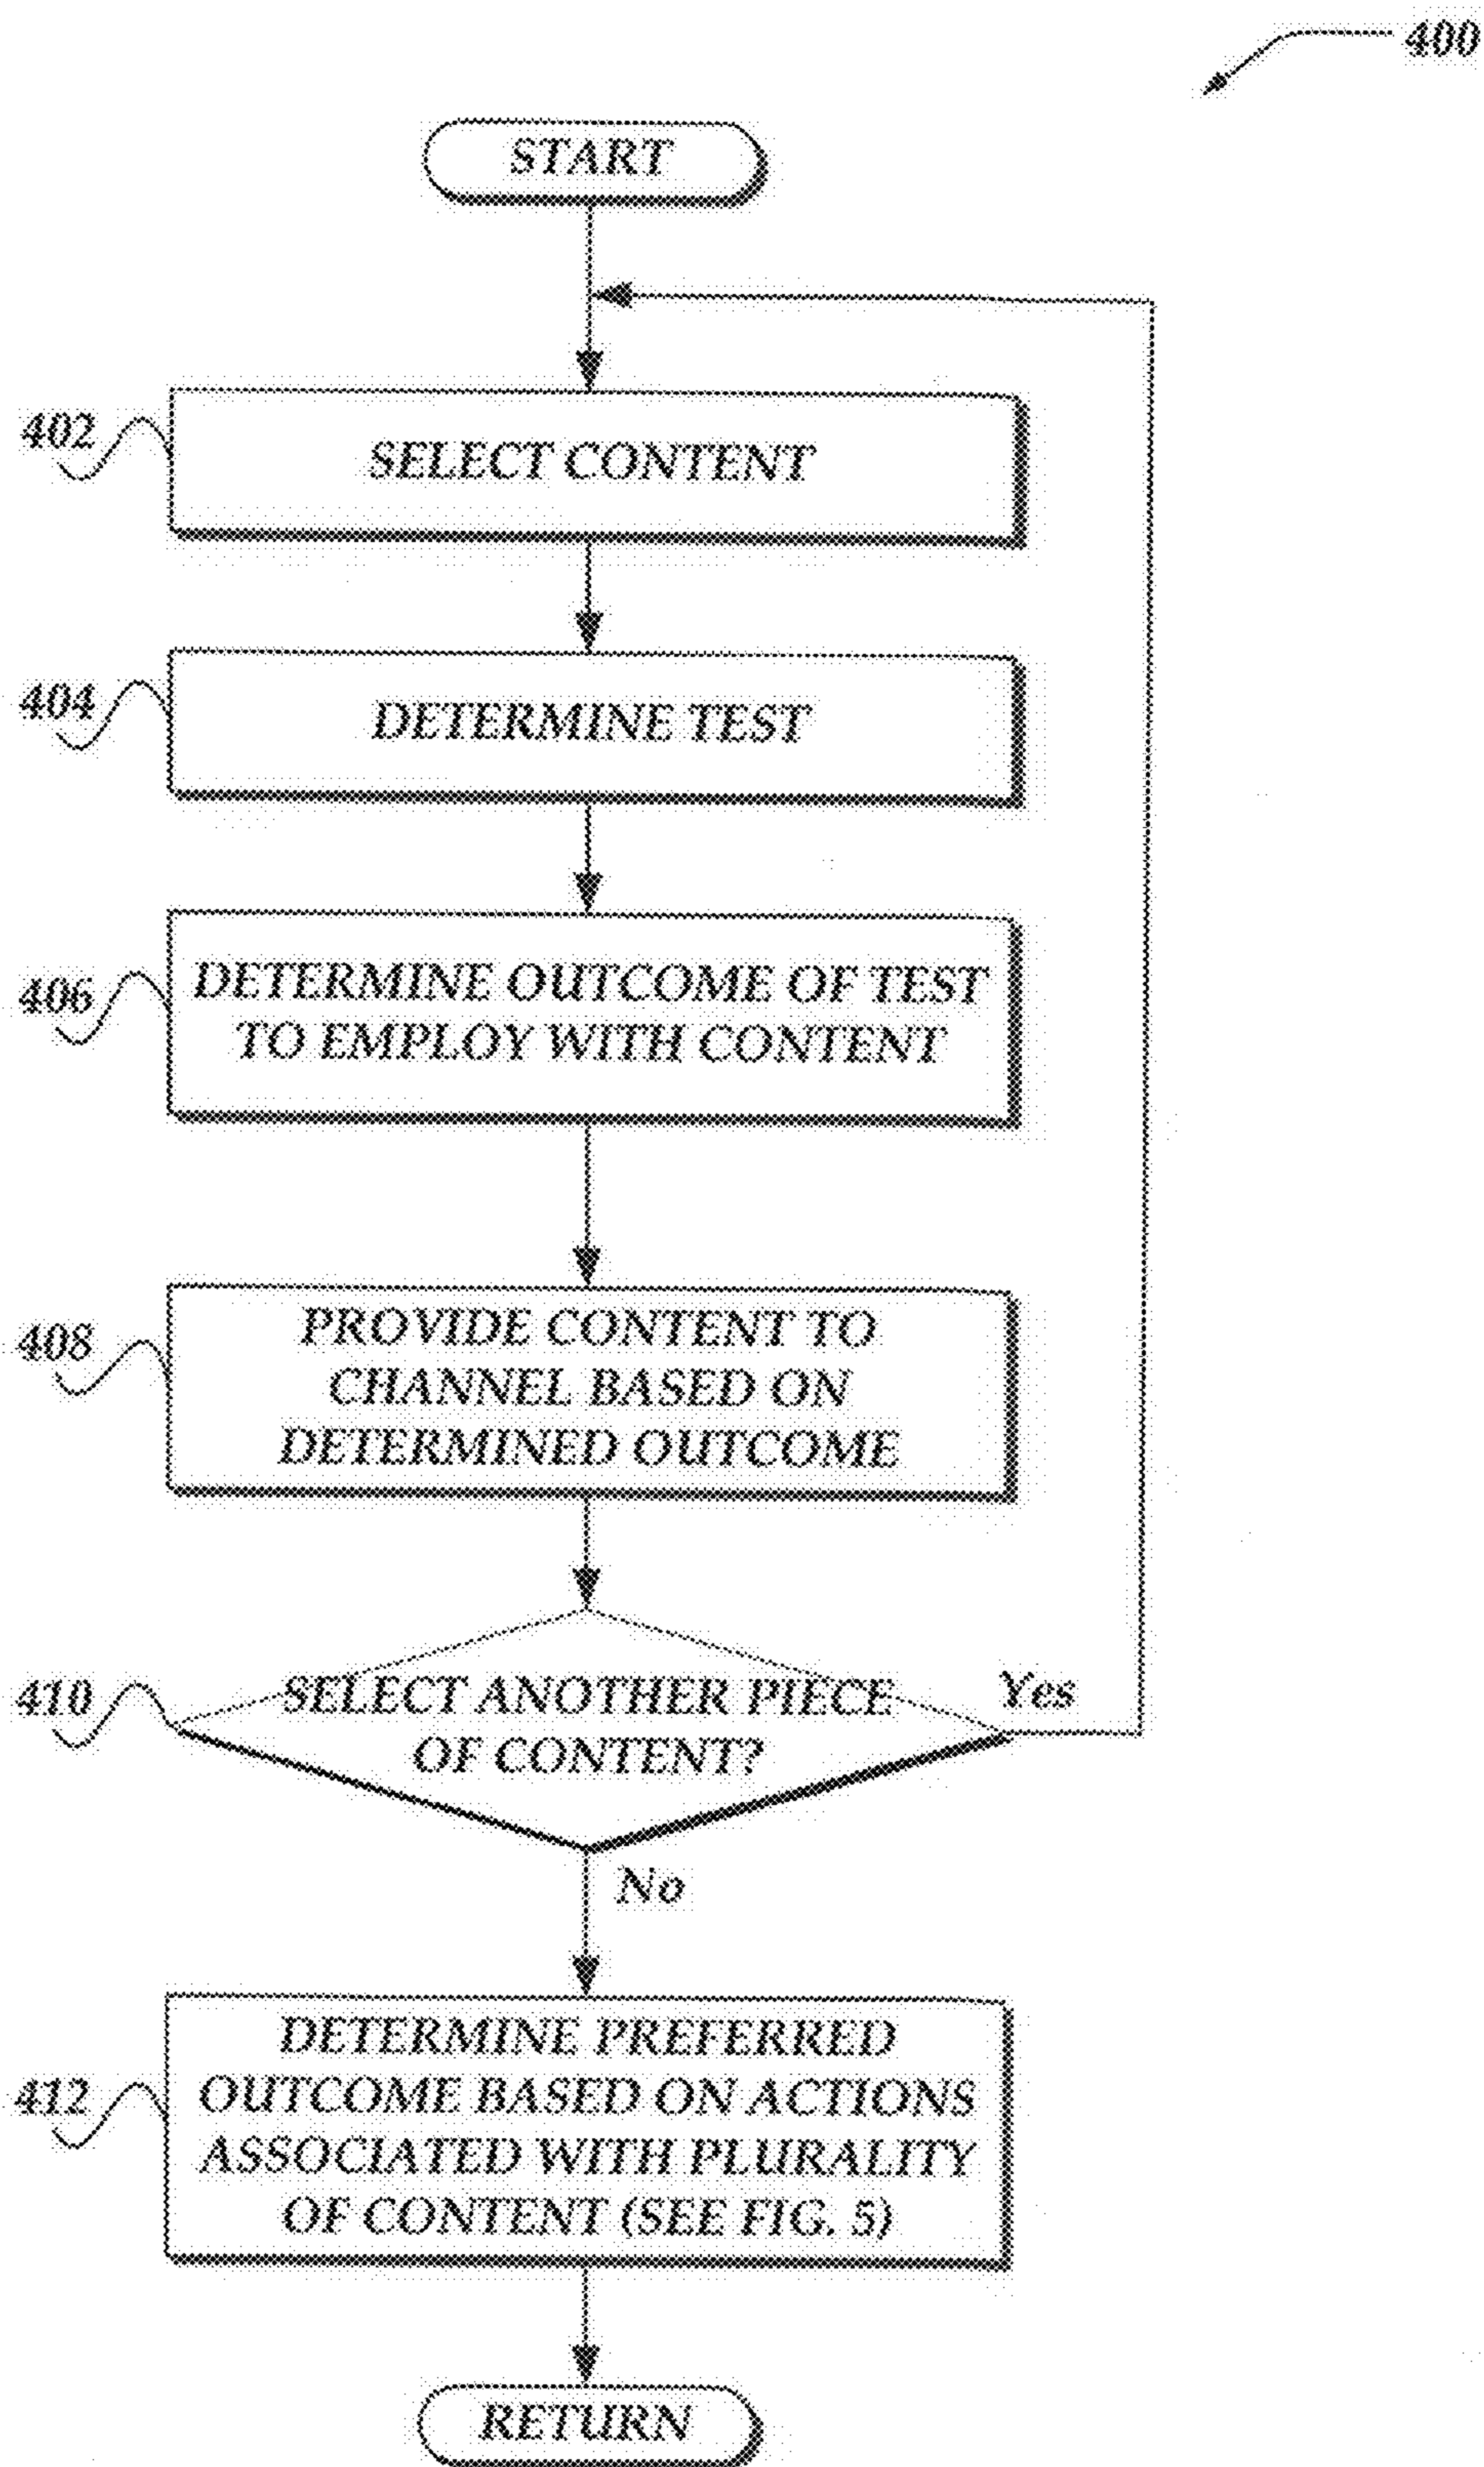 400
START
402
SELECT CONTENT
404
DETERMINE TEST
406
DETERMINE OUTCOME OF TEST
TO EMPLOY WITH CONTENT
408
PROVIDE CONTENT TO
CHANNEL BASED ON
DETERMINED OUTCOME
410
SELECT ANOTHER PIECE
OF CONTENT?
Yes
No
412
DETERMINE PREFERRED
OUTCOME BASED ON ACTIONS
ASSOCIATED WITH PLURALITY
OF CONTENT (SEE FIG. 5)
RETURN